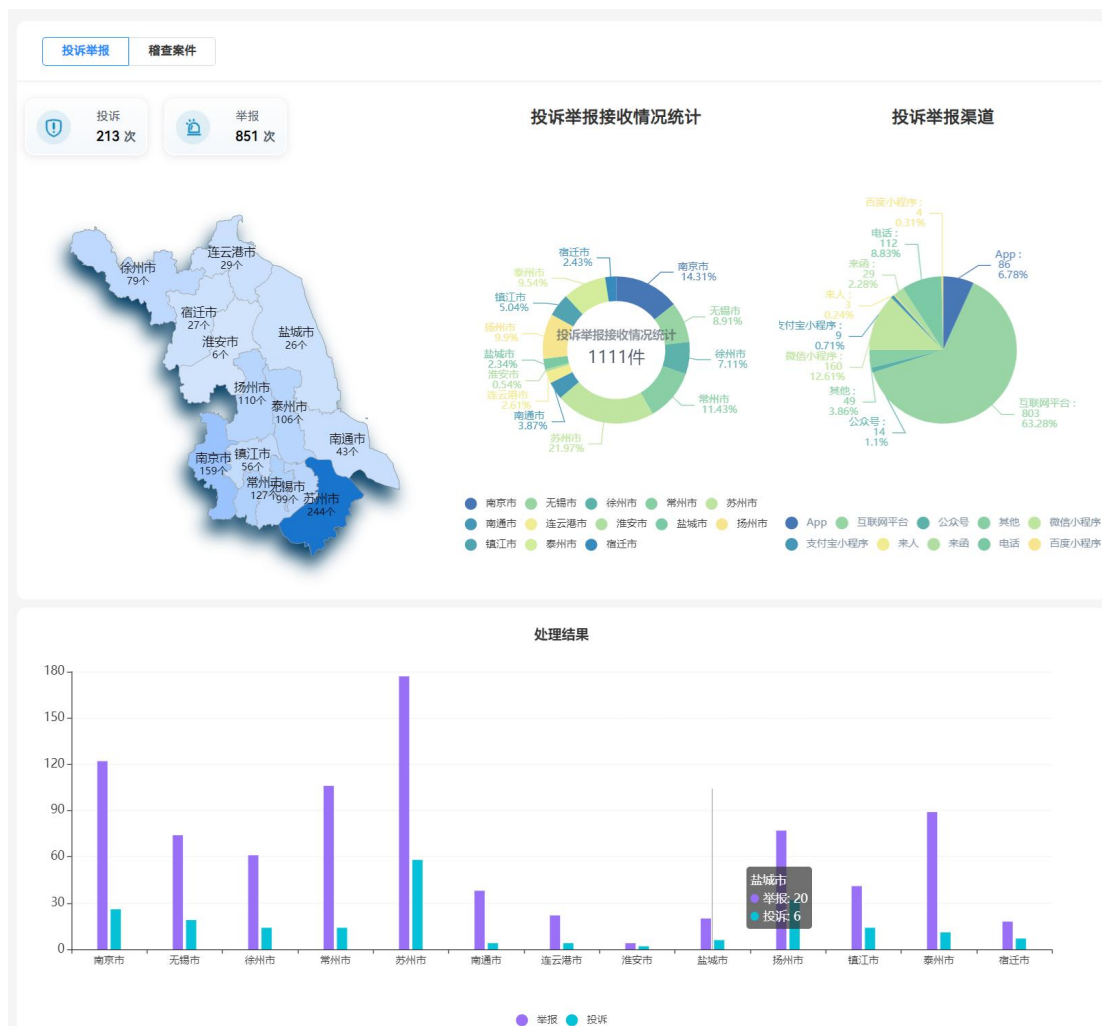 投诉举报
稽查案件
投诉
213 次
举报
851 次
投诉举报接收情况统计
投诉举报渠道
徐州市
79个
连云港市
29个
宿迁市
27个
淮安市
6个
盐城市
26个
扬州市
110个
泰州市
106个
南通市
43个
南京市
159个
镇江市
56个
常州市
127个
无锡市
99个
苏州市
244个
宿迁市
2.43%
南京市
14.31%
泰州市
9.54%
镇江市
5.04%
无锡市
8.91%
扬州市
9.9%
投诉举报接收情况统计
1111件
徐州市
7.11%
盐城市
2.34%
淮安市
0.54%
连云港市
2.61%
常州市
11.43%
南通市
3.87%
苏州市
21.97%
南京市 无锡市 徐州市 常州市 苏州市
南通市 连云港市 淮安市 盐城市 扬州市
镇江市 泰州市 宿迁市
百度小程序：
4
0.31%
电话：
112
8.83%
App：
86
6.78%
来函：
29
2.28%
来人：
3
0.24%
支付宝小程序：
9
0.71%
微信小程序：
160
12.61%
其他：
49
3.86%
公众号：
14
1.1%
互联网平台：
803
63.28%
App 互联网平台 公众号 其他 微信小程序
支付宝小程序 来人 来函 电话 百度小程序
处理结果
180
150
120
90
60
30
0
盐城市
举报: 20
投诉: 6
南京市 无锡市 徐州市 常州市 苏州市 南通市 连云港市 淮安市 盐城市 扬州市 镇江市 泰州市 宿迁市
举报 投诉